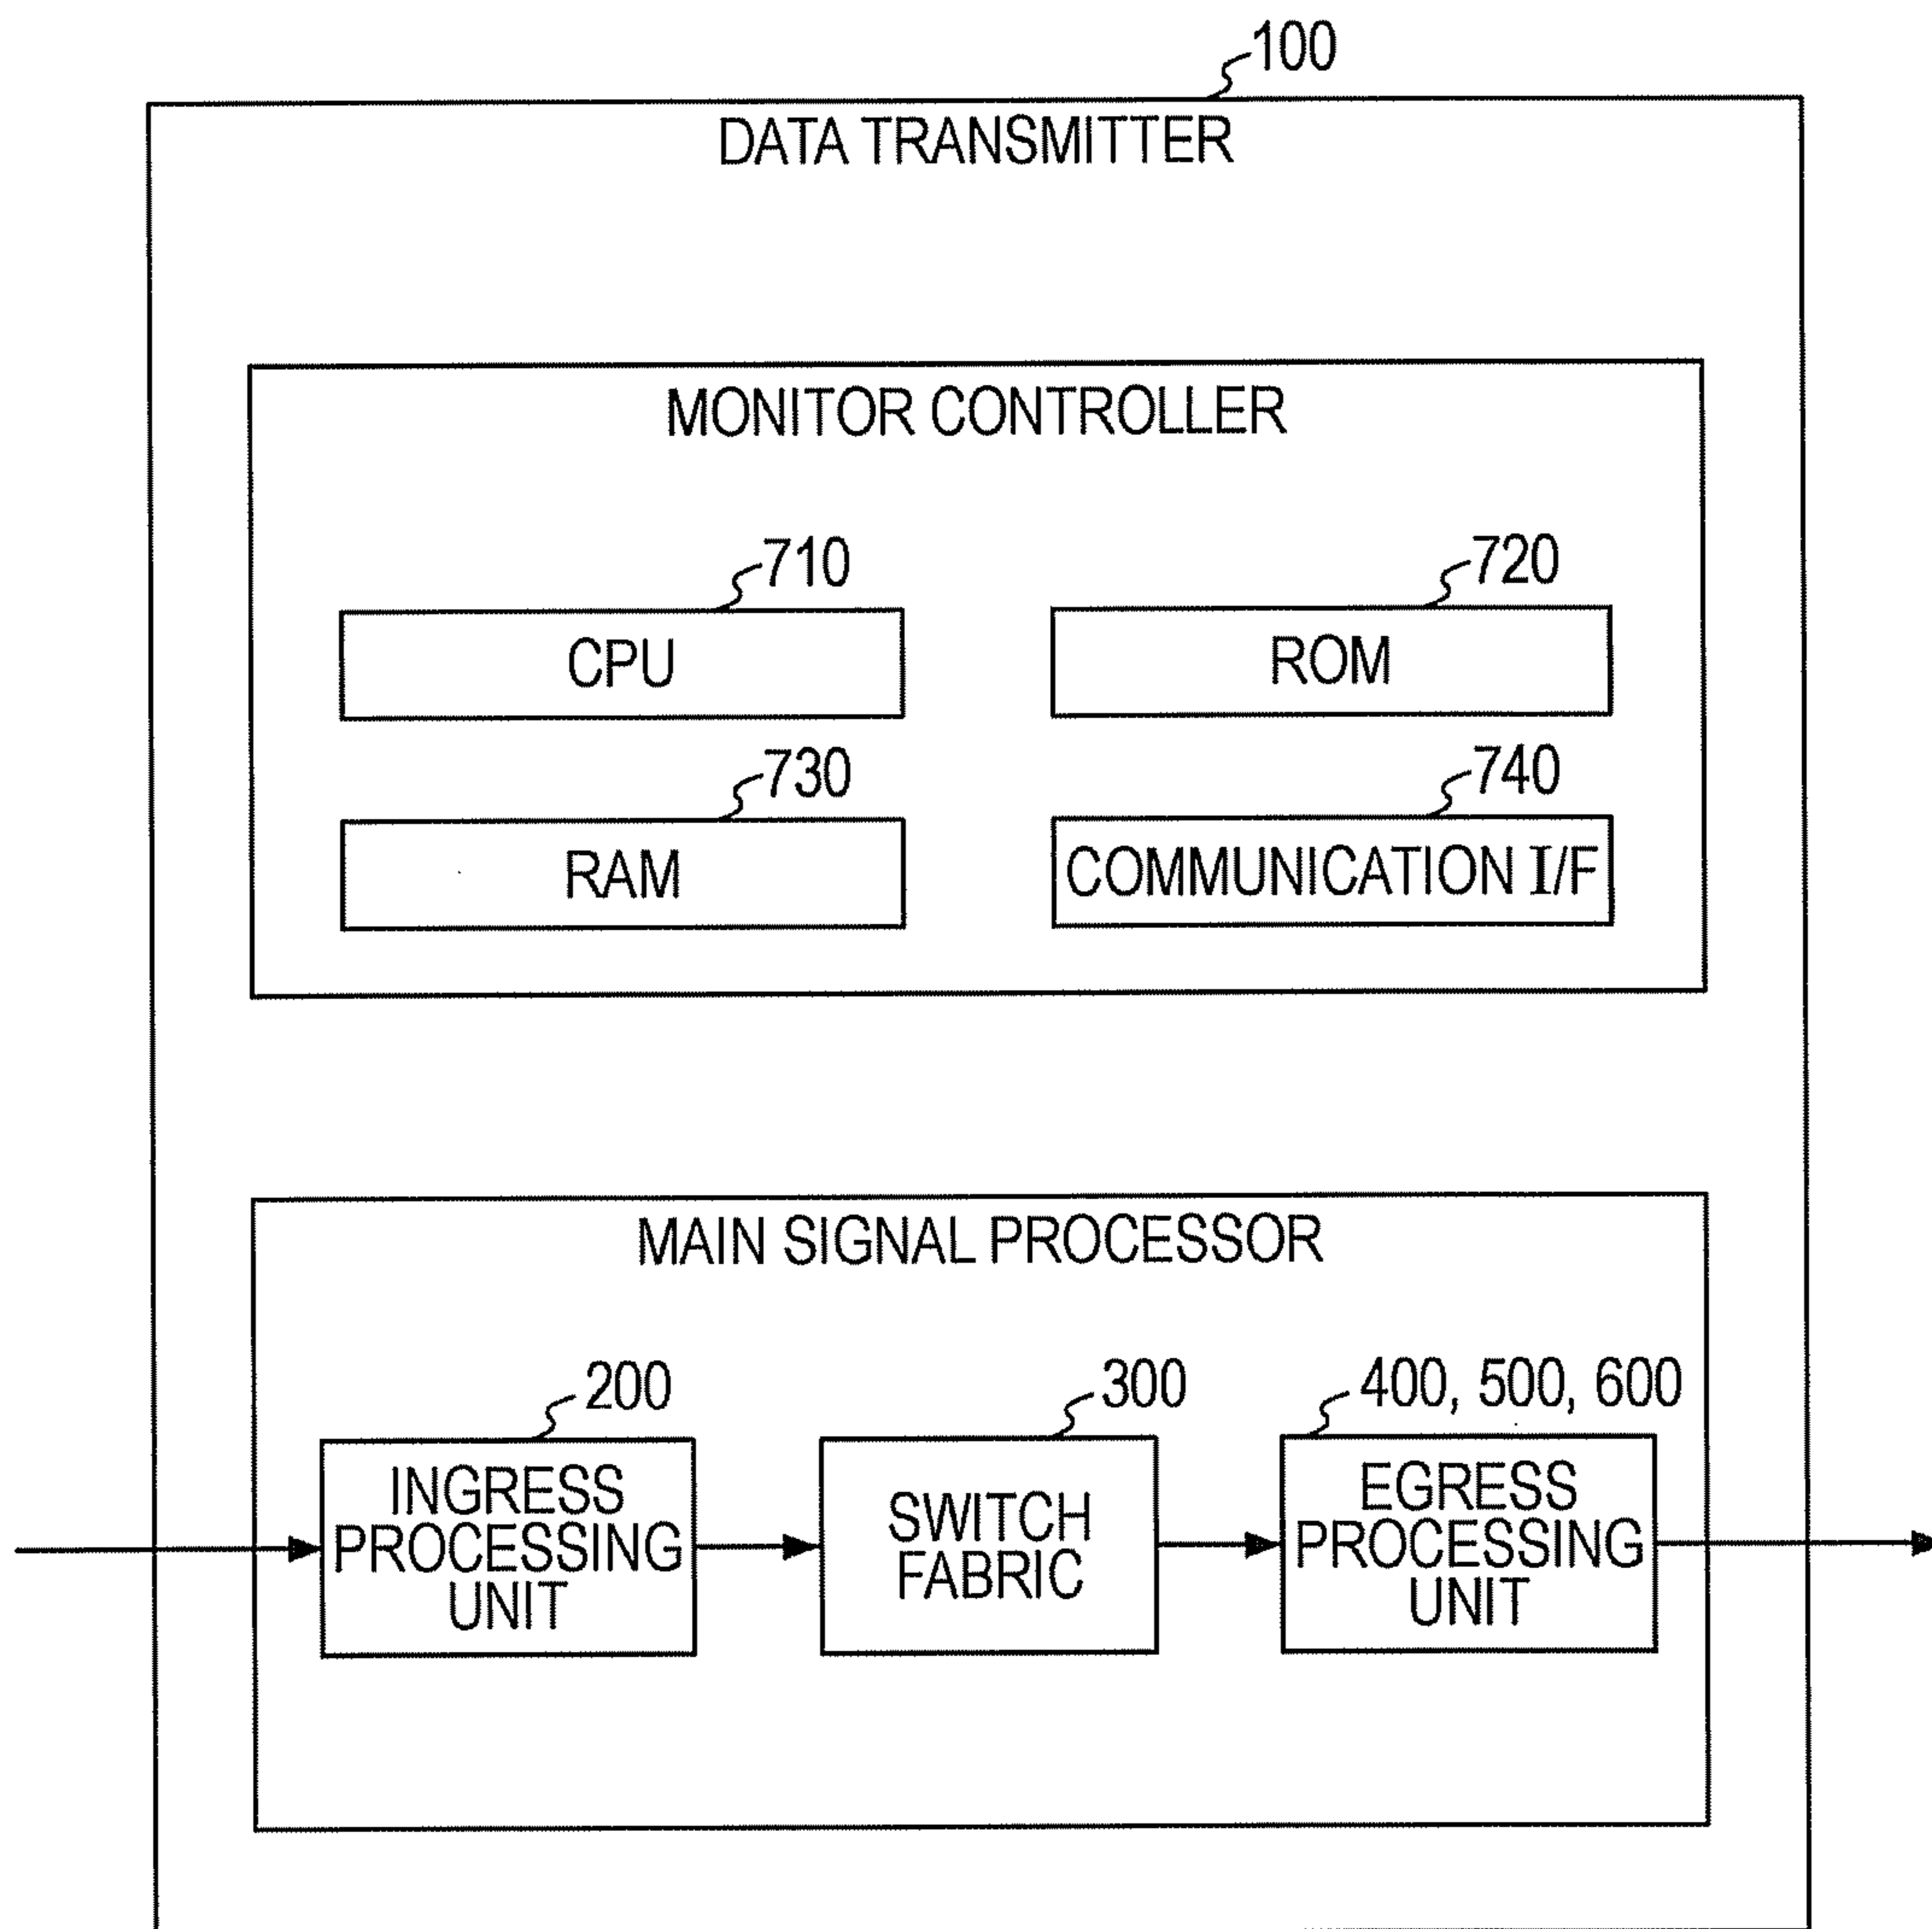 100
DATA TRANSMITTER
MONITOR CONTROLLER
710
720
CPU
ROM
730
740
RAM
COMMUNICATION I/F
MAIN SIGNAL PROCESSOR
200
300
400, 500, 600
INGRESS
PROCESSING
UNIT
SWITCH
FABRIC
EGRESS
PROCESSING
UNIT